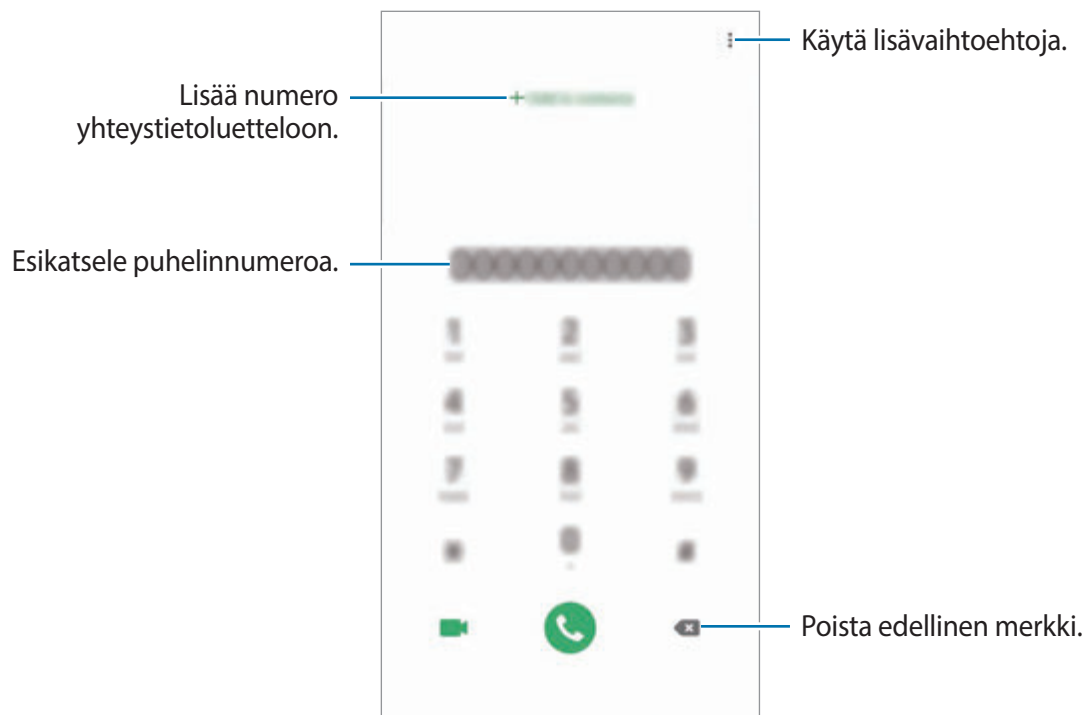 Käytä lisävaihtoehtoja.
Lisää numero
yhteystietoluetteloon.
Esikatsele puhelinnumeroa.
1
2
3
4
5
6
7
8
9
0
Poista edellinen merkki.